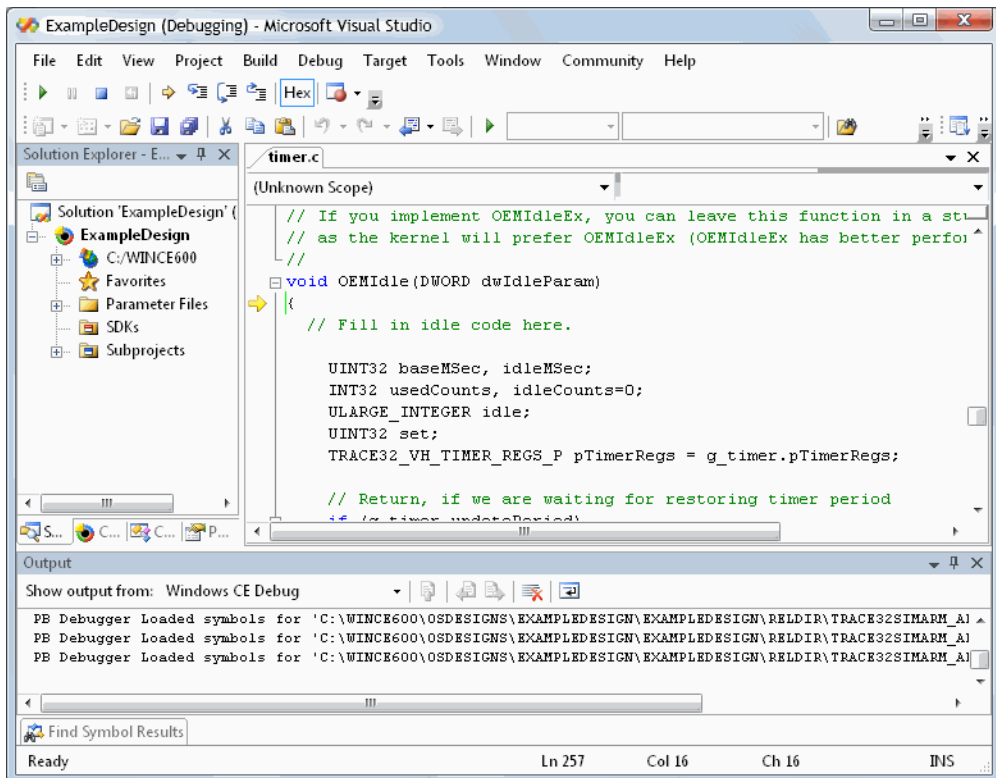 ExampleDesign (Debugging) - Microsoft Visual Studio
File Edit View Project Build Debug Target Tools Window Community Help
Hex
Solution Explorer - E...
Solution 'ExampleDesign' (
ExampleDesign
C:/WINCE600
Favorites
Parameter Files
SDKs
Subprojects
S... C... C... P...
timer.c
(Unknown Scope)
// If you implement OEMIdleEx, you can leave this function in a
// as the kernel will prefer OEMIdleEx (OEMIdleEx has better
//
void OEMIdle(DWORD dwIdleParam)
{
// Fill in idle code here.
UINT32 baseMSec, idleMSec;
INT32 usedCounts, idleCounts=0;
ULARGE_INTEGER idle;
UINT32 set;
TRACE32_VH_TIMER_REGS_P pTimerRegs = g_timer.pTimerRegs;
// Return, if we are waiting for restoring timer period
if (g_timer.updatePeriod)
Output
Show output from: Windows CE Debug
PB Debugger Loaded symbols for 'C:\WINCE600\OSDESIGNS\EXAMPLEDESIGN\EXAMPLEDESIGN\RELDIR\TRACE32SIMARM_A
PB Debugger Loaded symbols for 'C:\WINCE600\OSDESIGNS\EXAMPLEDESIGN\EXAMPLEDESIGN\RELDIR\TRACE32SIMARM_A
PB Debugger Loaded symbols for 'C:\WINCE600\OSDESIGNS\EXAMPLEDESIGN\EXAMPLEDESIGN\RELDIR\TRACE32SIMARM_A
Find Symbol Results
Ready Ln 257 Col 16 Ch 16 INS